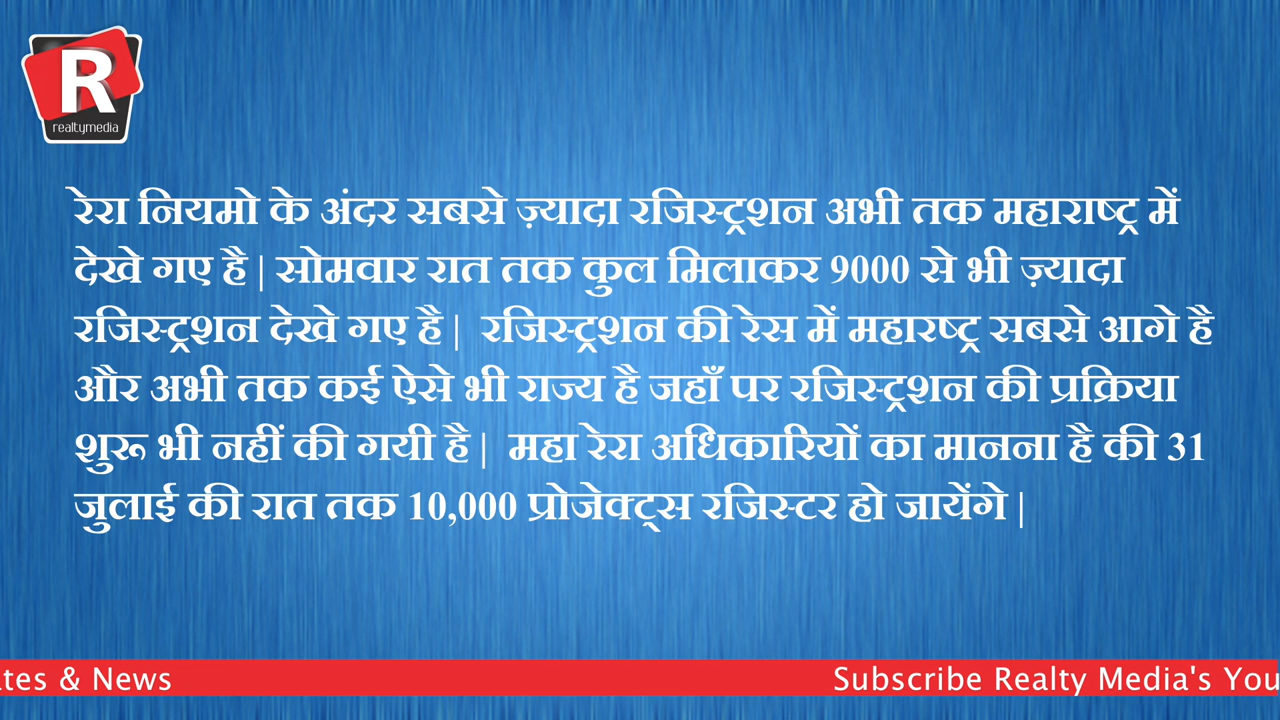 R
realtymedia
रेरा नियमो के अंदर सबसे ज़्यादा रजिस्ट्रशन अभी तक महाराष्ट्र में
देखे गए है | सोमवार रात तक कुल मिलाकर 9000 से भी ज़्यादा
रजिस्ट्रशन देखे गए है | रजिस्ट्रशन की रेस में महारष्ट्र सबसे आगे है
और अभी तक कई ऐसे भी राज्य है जहाँ पर रजिस्ट्रशन की प्रक्रिया
शुरू भी नहीं की गयी है | महा रेरा अधिकारियों का मानना है की 31
जुलाई की रात तक 10,000 प्रोजेक्ट्स रजिस्टर हो जायेंगे |
tes & News Subscribe Realty Media's You